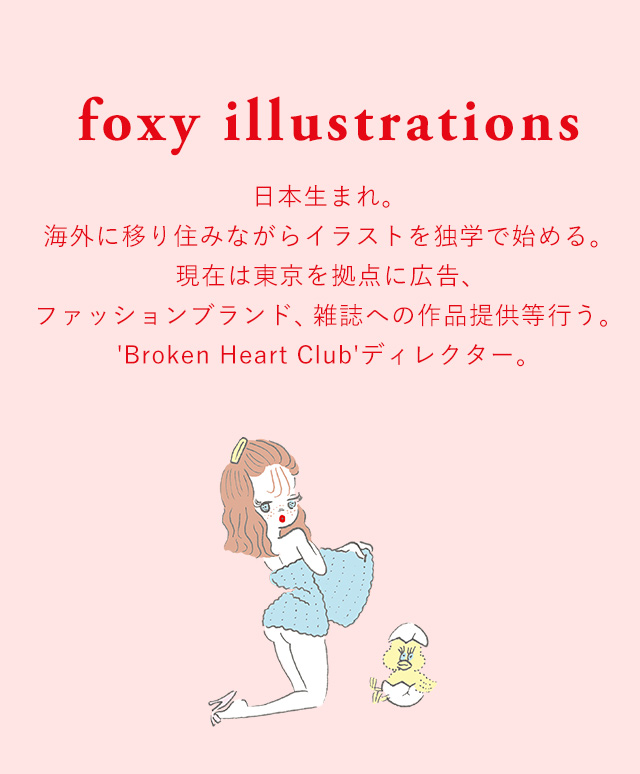 foxy illustrations
日本生まれ。
海外に移り住みながらイラストを独学で始める。
現在は東京を拠点に広告、
ファッションブランド、雑誌への作品提供等行う。
'Broken Heart Club'ディレクター。